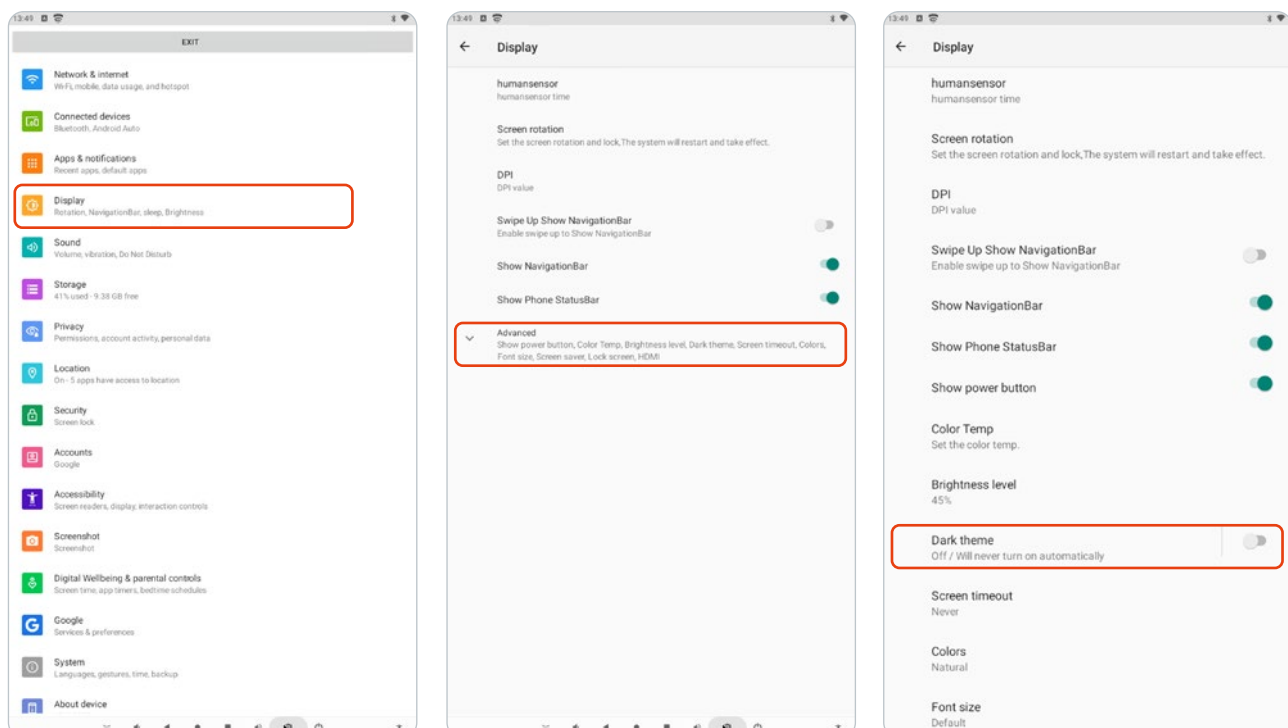 13:49
EXIT
Network & internet
Wi-Fi, mobile, data usage, and hotspot
Connected devices
Bluetooth, Android Auto
Apps & notifications
Recent apps, default apps
Display
Rotation, NavigationBar, sleep, Brightness
Sound
Volume, vibration, Do Not Disturb
Storage
41% used - 9.38 GB free
Privacy
Permissions, account activity, personal data
Location
On - 5 apps have access to location
Security
Screen lock
Accounts
Google
Accessibility
Screen readers, display, interaction controls
Screenshot
Screenshot
Digital Wellbeing & parental controls
Screen time, app timers, bedtime schedules
Google
Services & preferences
System
Languages, gestures, time, backup
About device
13:49
Display
humansensor
humansensor time
Screen rotation
Set the screen rotation and lock,The system will restart and take effect.
DPI
DPI value
Swipe Up Show NavigationBar
Enable swipe up to Show NavigationBar
Show NavigationBar
Show Phone StatusBar
Advanced
Show power button, Color Temp, Brightness level, Dark theme, Screen timeout, Colors,
Font size, Screen saver, Lock screen, HDMI
13:49
Display
humansensor
humansensor time
Screen rotation
Set the screen rotation and lock,The system will restart and take effect.
DPI
DPI value
Swipe Up Show NavigationBar
Enable swipe up to Show NavigationBar
Show NavigationBar
Show Phone StatusBar
Show power button
Color Temp
Set the color temp.
Brightness level
45%
Dark theme
Off / Will never turn on automatically
Screen timeout
Never
Colors
Natural
Font size
Default